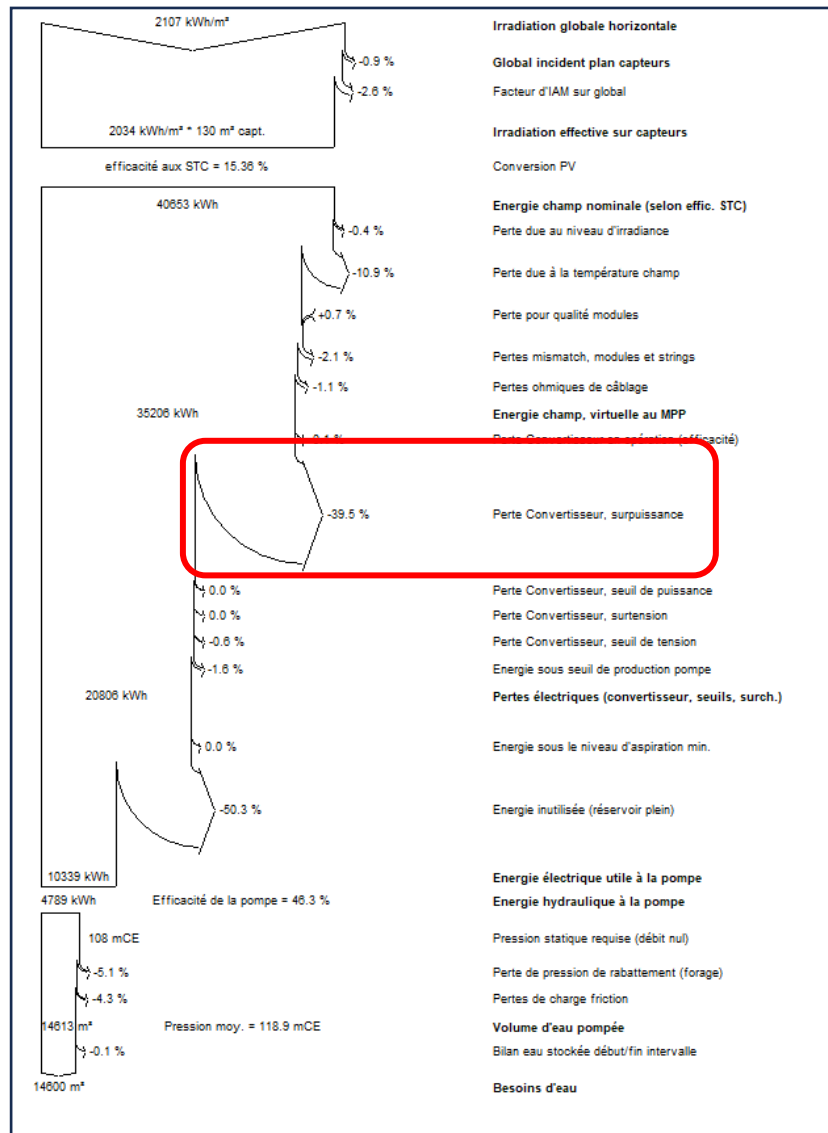 2107 kWh/m² Irradiation globale horizontale
-0.9 % Global incident plan capteurs
-2.6 % Facteur d'IAM sur global
2034 kWh/m² * 130 m² capt. Irradiation effective sur capteurs
efficacité aux STC = 15.36 % Conversion PV
40653 kWh Energie champ nominale (selon effic. STC)
-0.4 % Perte due au niveau d'irradiance
-10.9 % Perte due à la température champ
+0.7 % Perte pour qualité modules
-2.1 % Pertes mismatch, modules et strings
-1.1 % Pertes ohmiques de câblage
35206 kWh Energie champ, virtuelle au MPP
Perte Convertisseur en opération (efficacité)
-39.5 % Perte Convertisseur, surpuissance
0.0 % Perte Convertisseur, seuil de puissance
0.0 % Perte Convertisseur, surtension
-0.6 % Perte Convertisseur, seuil de tension
-1.6 % Energie sous seuil de production pompe
20806 kWh Pertes électriques (convertisseur, seuils, surch.)
0.0 % Energie sous le niveau d'aspiration min.
-50.3 % Energie inutilisée (réservoir plein)
10339 kWh Energie électrique utile à la pompe
4789 kWh Efficacité de la pompe = 46.3 % Energie hydraulique à la pompe
108 mCE Pression statique requise (débit nul)
-5.1 % Perte de pression de rabattement (forage)
-4.3 % Pertes de charge friction
14613 m³ Pression moy. = 118.9 mCE Volume d'eau pompée
-0.1 % Bilan eau stockée début/fin intervalle
14600 m³ Besoins d'eau